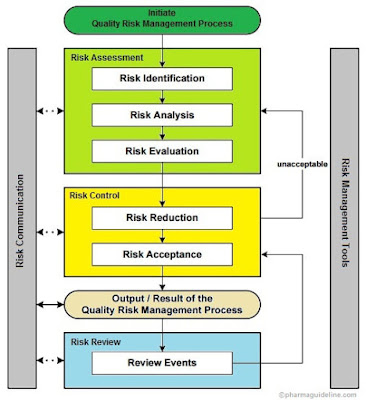 Initiate
Quality Risk Management Process
Risk Assessment
Risk Identification
Risk Analysis
Risk Evaluation
unacceptable
Risk Control
Risk Reduction
Risk Acceptance
Output / Result of the
Quality Risk Management Process
Risk Review
Review Events
Risk Communication
Risk Management Tools
©pharmaguideline.com